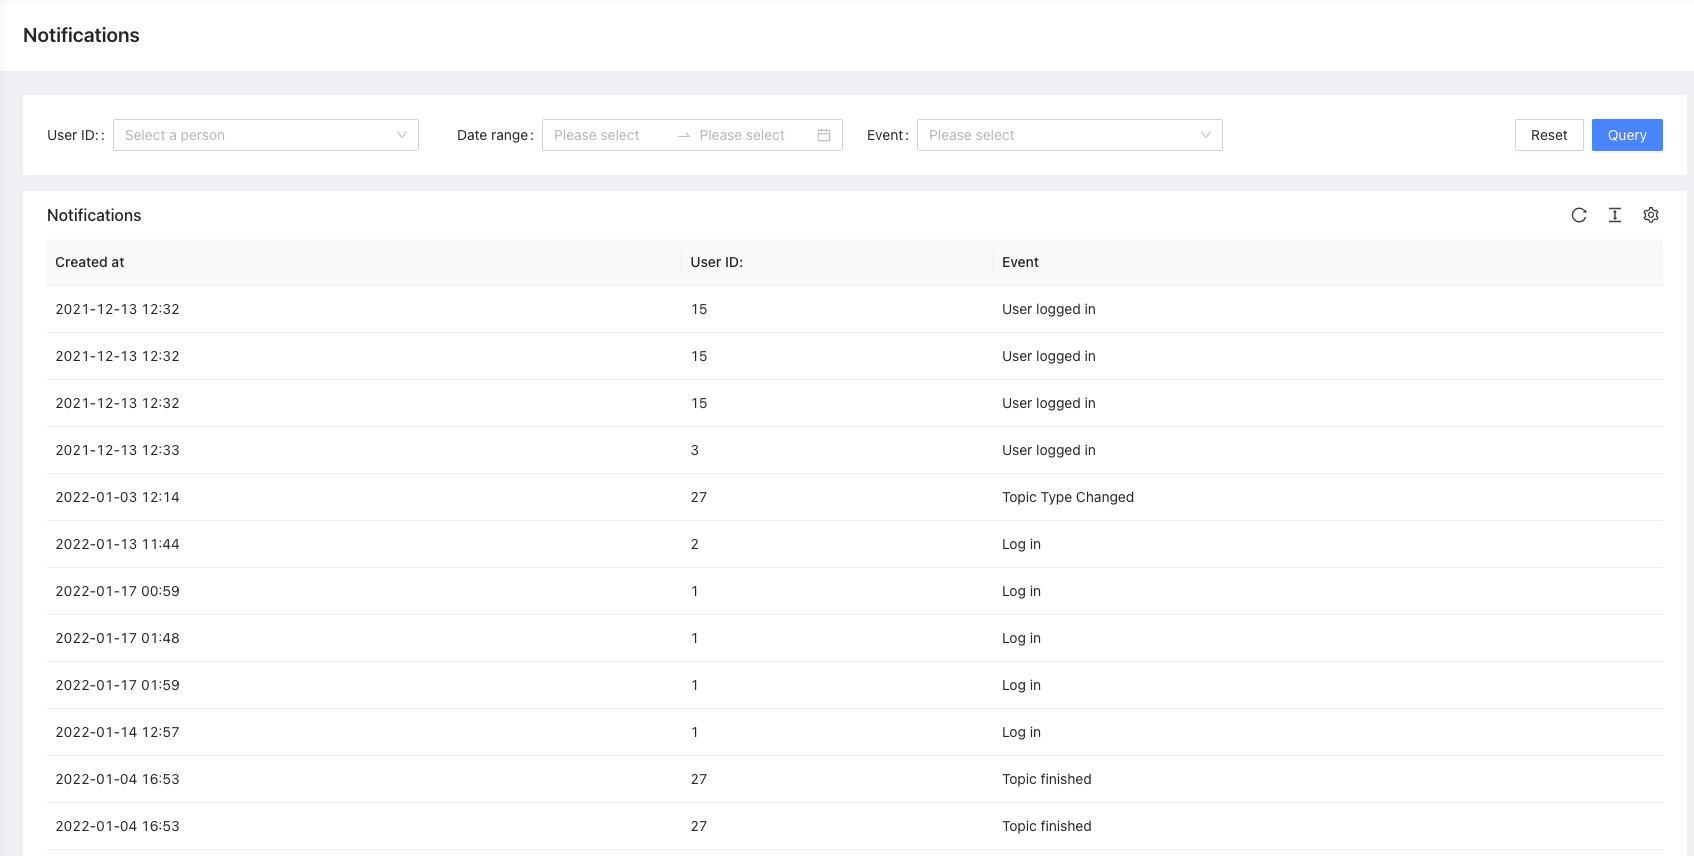 Notifications
User ID: : Select a person Date range : Please select → Please select Event : Please select Reset Query
Notifications
Created at User ID: Event
2021-12-13 12:32 15 User logged in
2021-12-13 12:32 15 User logged in
2021-12-13 12:32 15 User logged in
2021-12-13 12:33 3 User logged in
2022-01-03 12:14 27 Topic Type Changed
2022-01-13 11:44 2 Log in
2022-01-17 00:59 1 Log in
2022-01-17 01:48 1 Log in
2022-01-17 01:59 1 Log in
2022-01-14 12:57 1 Log in
2022-01-04 16:53 27 Topic finished
2022-01-04 16:53 27 Topic finished